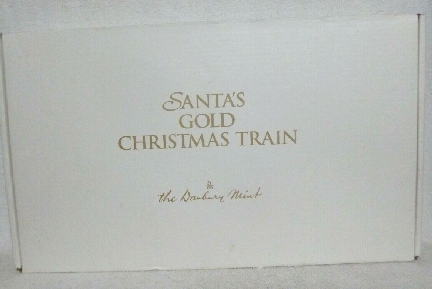 SANTA'S
GOLD
CHRISTMAS TRAIN
the Danbury Mint